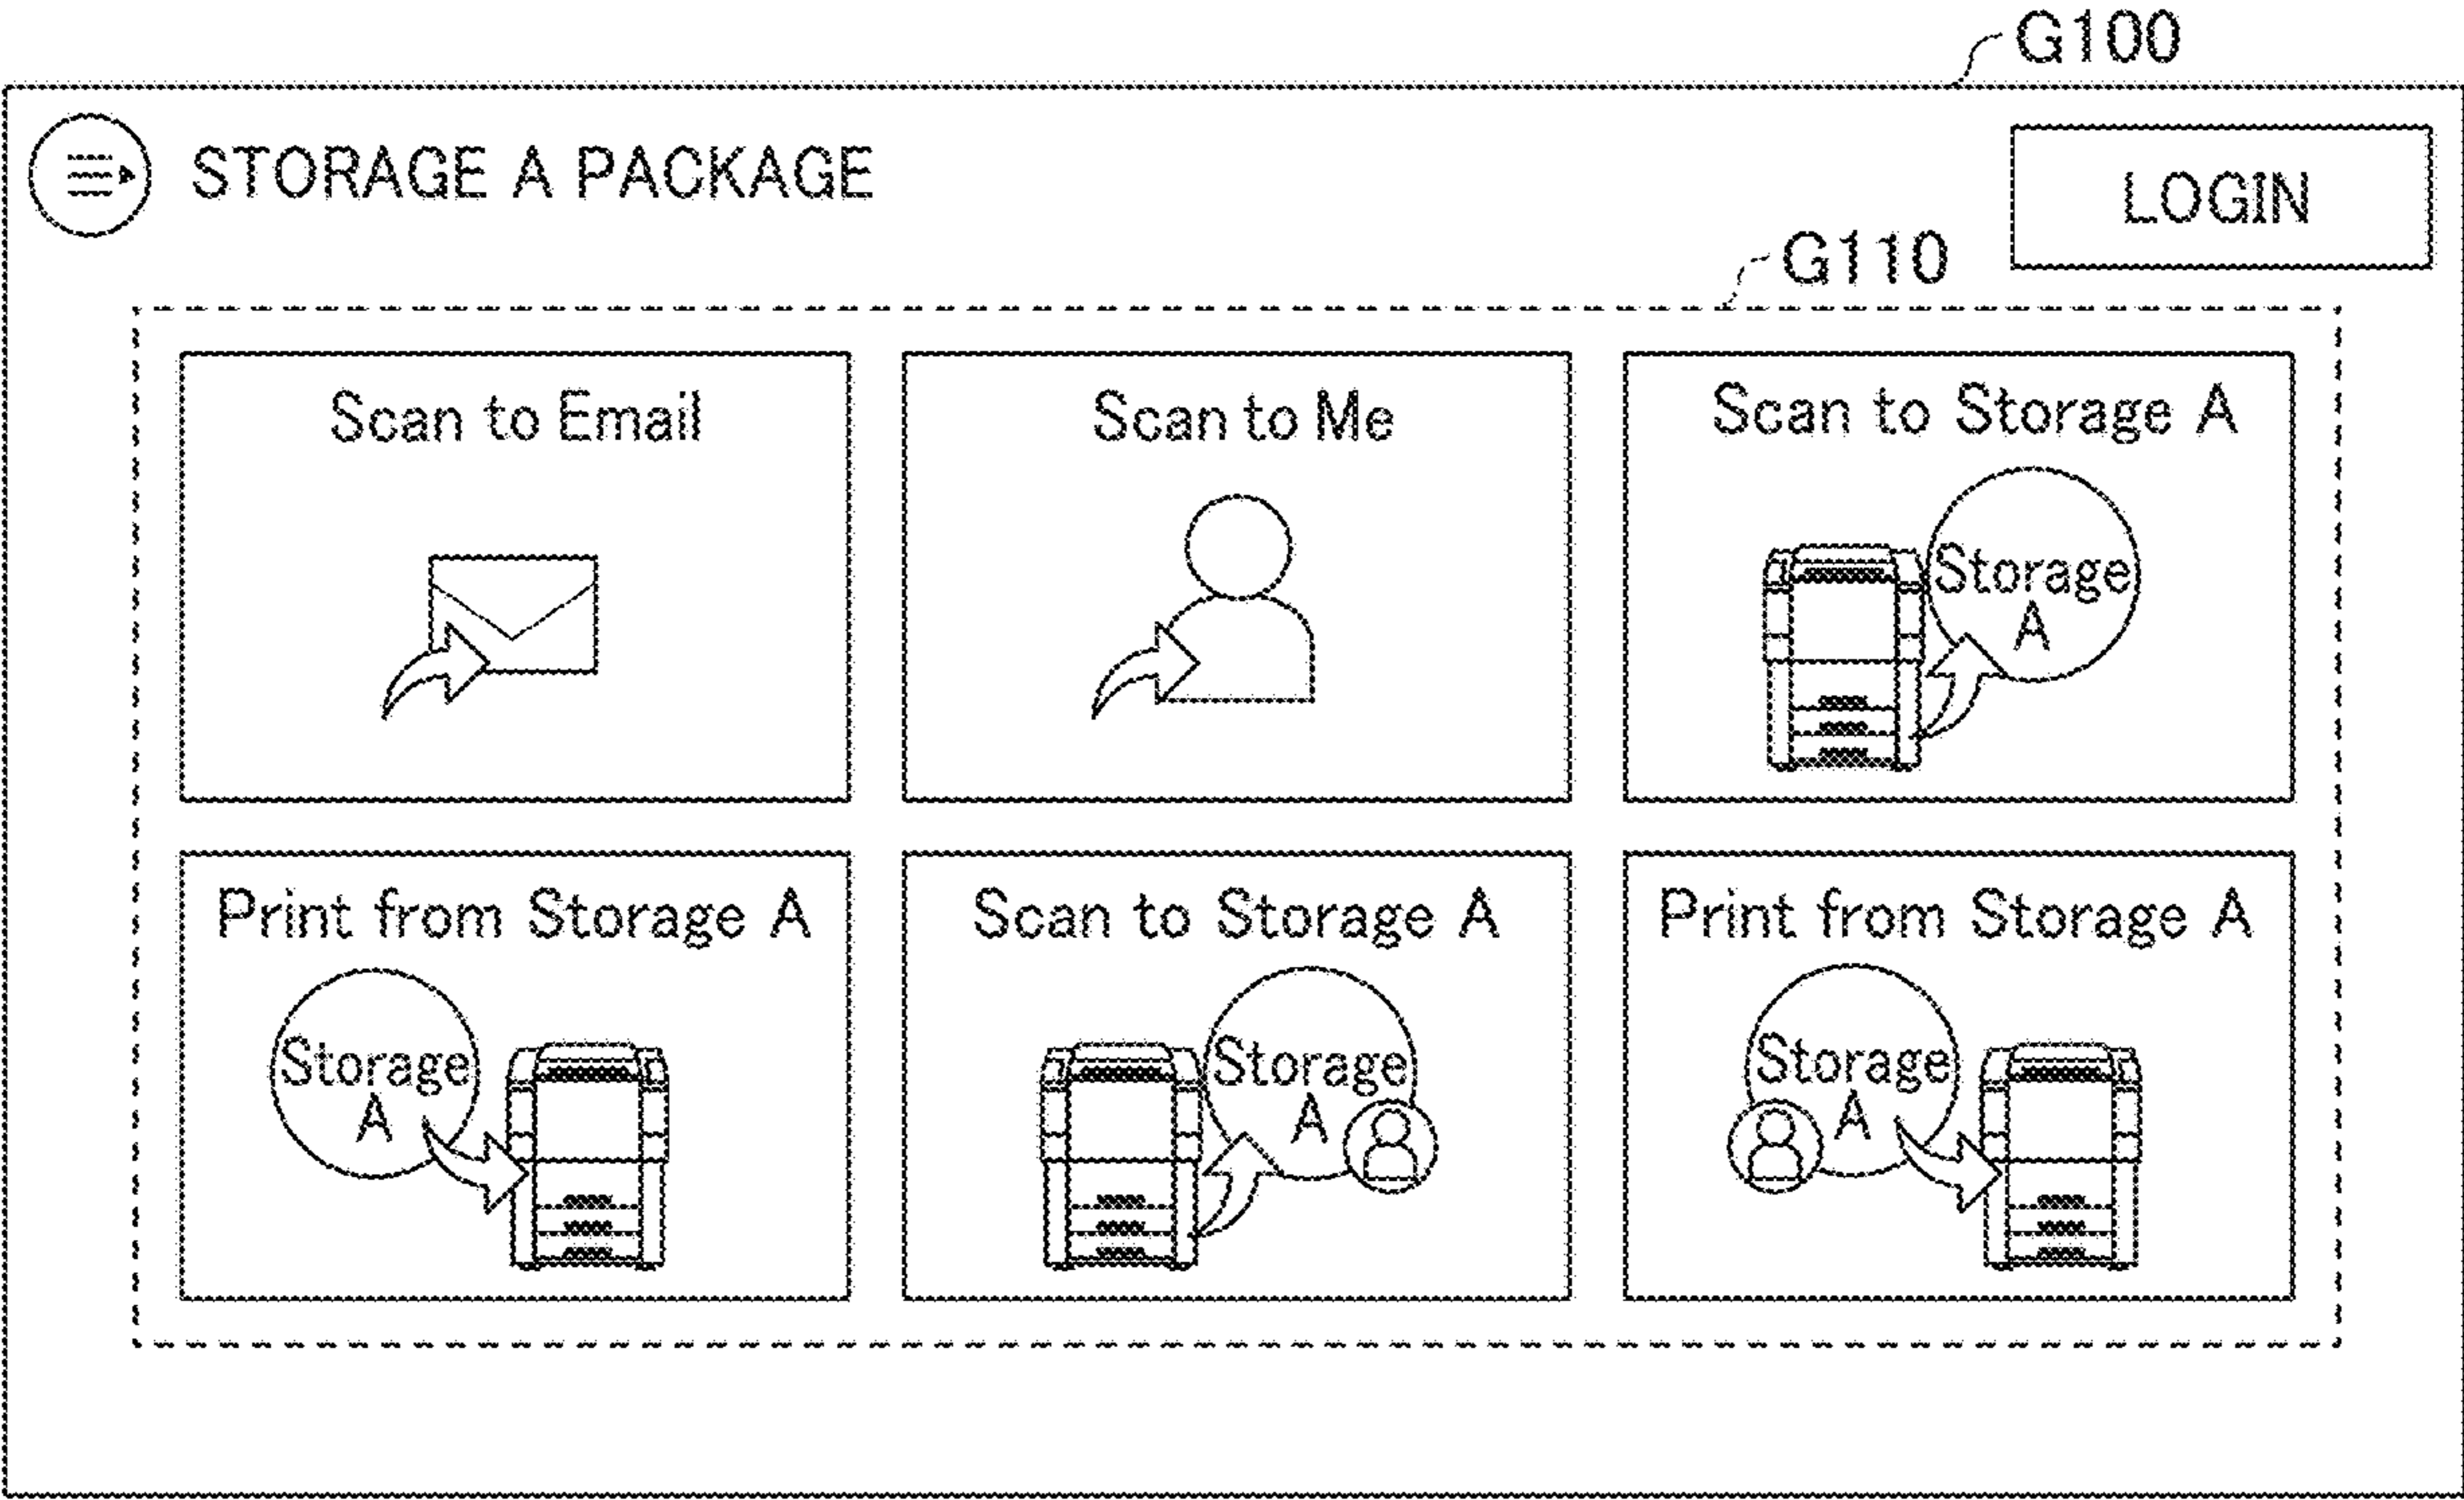 G100
STORAGE A PACKAGE
LOGIN
G110
Scan to Email
Scan to Me
Scan to Storage A
Storage
A
Print from Storage A
Storage
A
Scan to Storage A
Storage
A
Print from Storage A
Storage
A